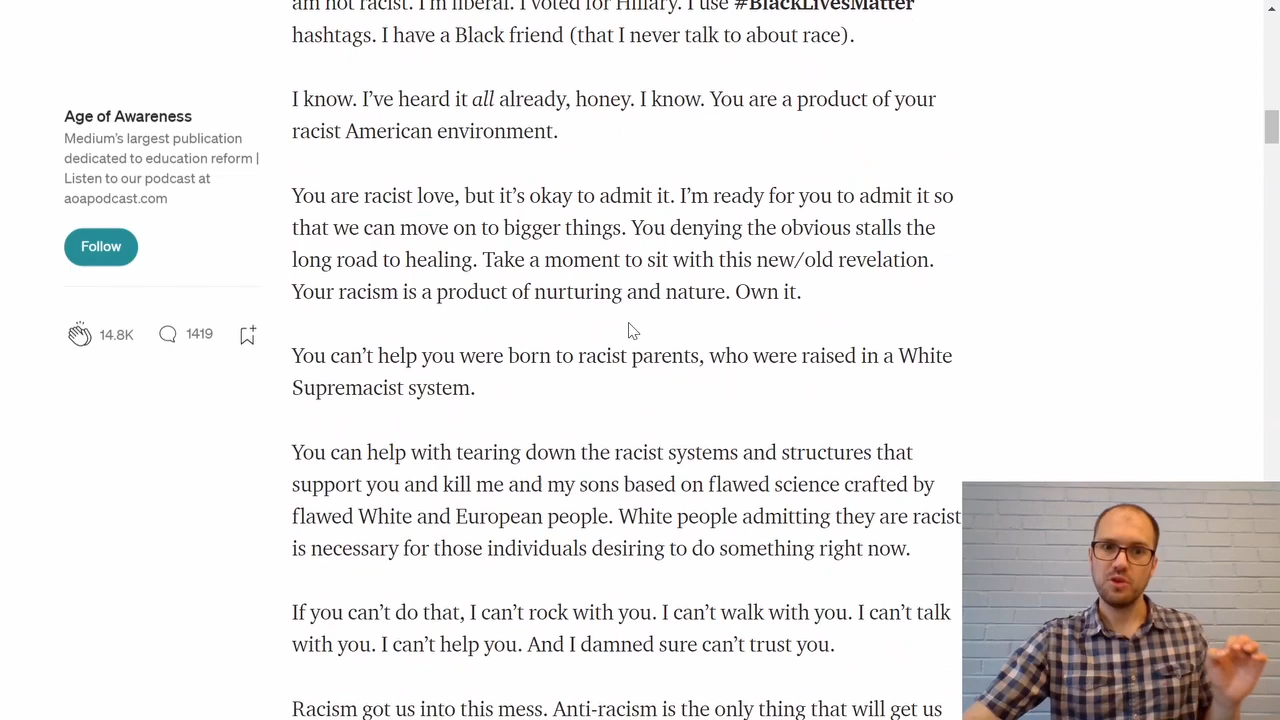 am not racist. I'm liberal. I voted for Hillary. I use #BlackLivesMatter
hashtags. I have a Black friend (that I never talk to about race).
I know. I've heard it all already, honey. I know. You are a product of your
racist American environment.
Age of Awareness
Medium's largest publication
dedicated to education reform |
Listen to our podcast at
aoapodcast.com
Follow
14.8K 1419
You are racist love, but it's okay to admit it. I'm ready for you to admit it so
that we can move on to bigger things. You denying the obvious stalls the
long road to healing. Take a moment to sit with this new/old revelation.
Your racism is a product of nurturing and nature. Own it.
You can't help you were born to racist parents, who were raised in a White
Supremacist system.
You can help with tearing down the racist systems and structures that
support you and kill me and my sons based on flawed science crafted by
flawed White and European people. White people admitting they are racist
is necessary for those individuals desiring to do something right now.
If you can't do that, I can't rock with you. I can't walk with you. I can't talk
with you. I can't help you. And I damned sure can't trust you.
Racism got us into this mess. Anti-racism is the only thing that will get us